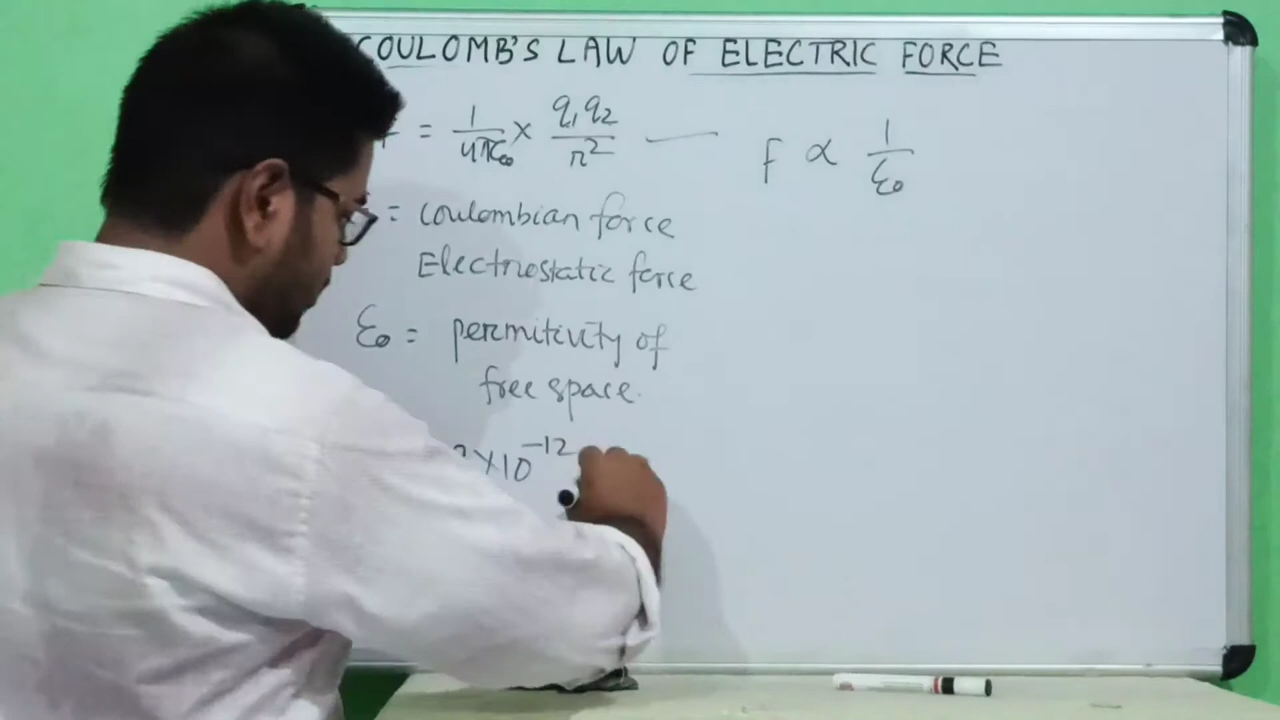 COULOMB'S LAW OF ELECTRIC FORCE
= 1/4πε₀ × q₁q₂/r² —
F ∝ 1/ε₀
= Coulombian force
Electrostatic force
ε₀ = permitivity of
free space.
×10⁻¹²